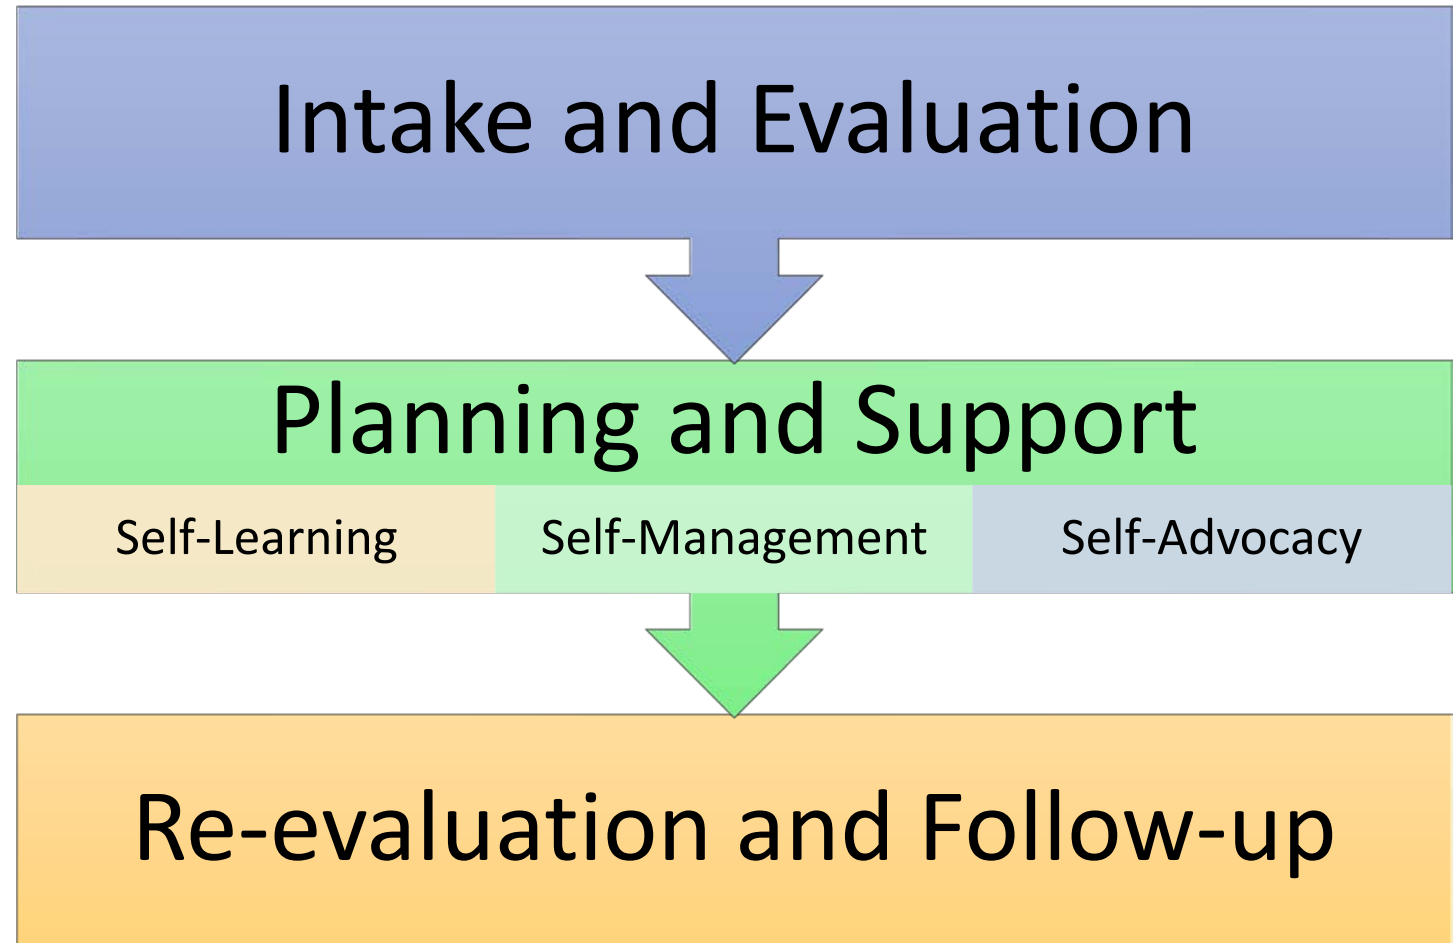 Intake and Evaluation
Planning and Support
Self-Learning
Self-Management
Self-Advocacy
Re-evaluation and Follow-up